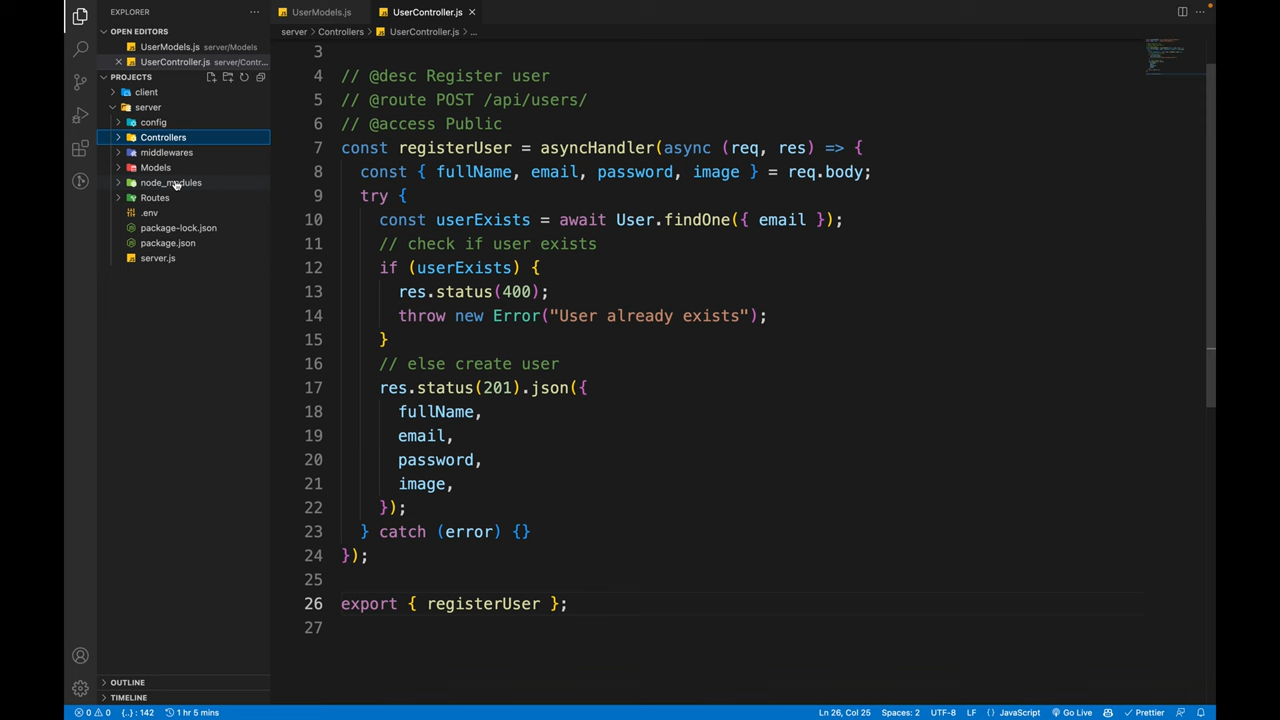 EXPLORER
OPEN EDITORS
UserModels.js server/Models
UserController.js server/Contr...
PROJECTS
client
server
config
Controllers
middlewares
Models
node_modules
Routes
.env
package-lock.json
package.json
server.js
OUTLINE
TIMELINE
UserModels.js
UserController.js
server > Controllers > UserController.js > ...
3
4 // @desc Register user
5 // @route POST /api/users/
6 // @access Public
7 const registerUser = asyncHandler(async (req, res) => {
8 const { fullName, email, password, image } = req.body;
9 try {
10 const userExists = await User.findOne({ email });
11 // check if user exists
12 if (userExists) {
13 res.status(400);
14 throw new Error("User already exists");
15 }
16 // else create user
17 res.status(201).json({
18 fullName,
19 email,
20 password,
21 image,
22 });
23 } catch (error) {}
24 });
25
26 export { registerUser };
27
0 0 {..} : 142 1 hr 5 mins Ln 26, Col 25 Spaces: 2 UTF-8 LF {} JavaScript Go Live Prettier